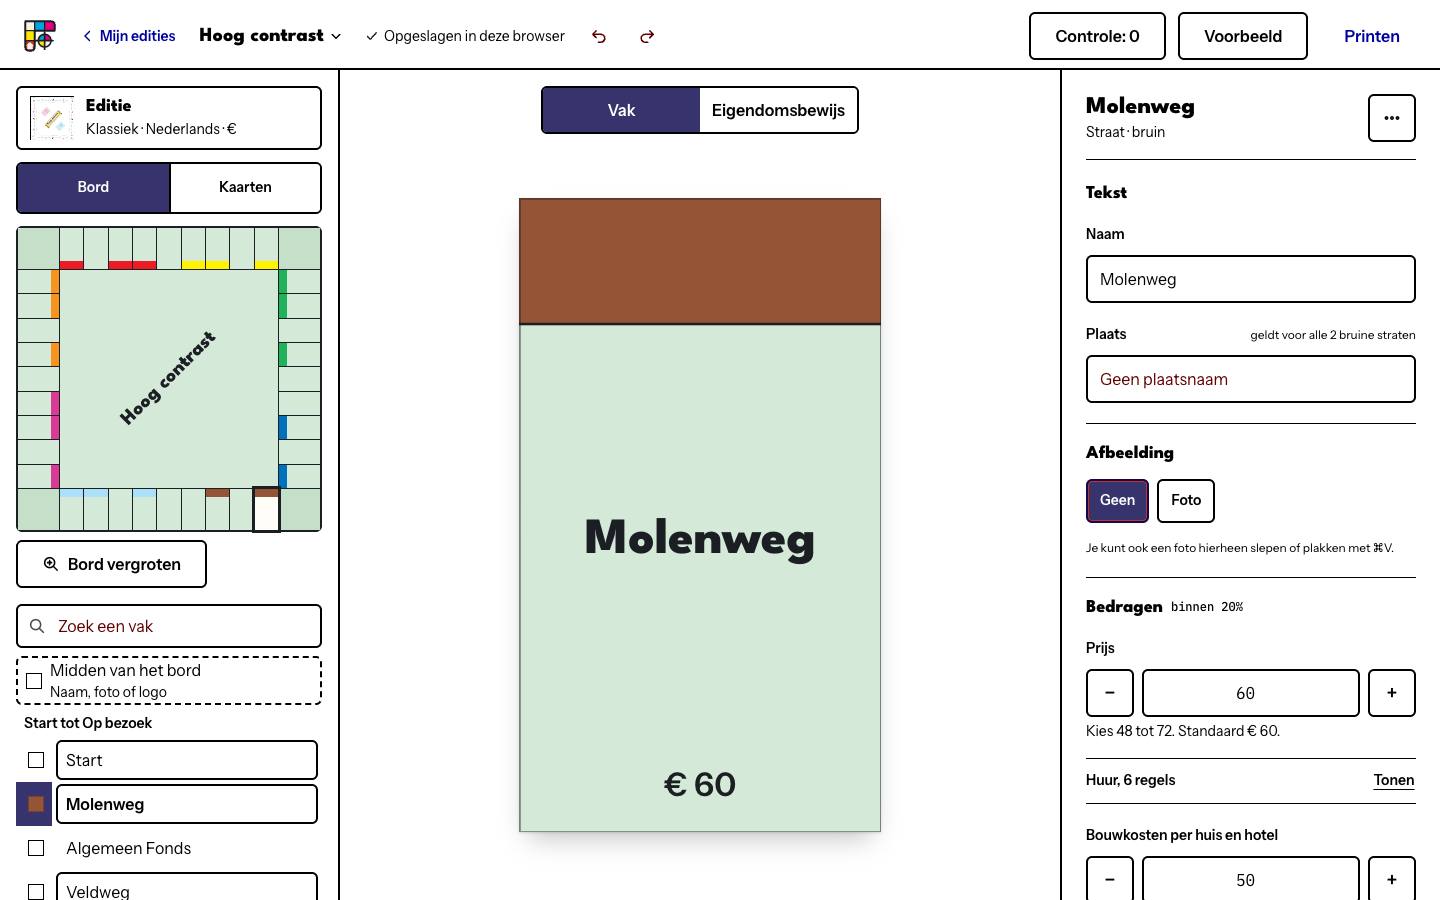 Mijn edities
Hoog contrast
Opgeslagen in deze browser
Controle: 0
Voorbeeld
Printen
Editie
Klassiek · Nederlands · €
Bord
Kaarten
Hoog contrast
Bord vergroten
Zoek een vak
Midden van het bord
Naam, foto of logo
Start tot Op bezoek
Start
Molenweg
Algemeen Fonds
Veldweg
Vak
Eigendomsbewijs
Molenweg
€ 60
Molenweg
Straat · bruin
Tekst
Naam
Molenweg
Plaats
geldt voor alle 2 bruine straten
Geen plaatsnaam
Afbeelding
Geen
Foto
Je kunt ook een foto hierheen slepen of plakken met ⌘V.
Bedragen binnen 20%
Prijs
− 60 +
Kies 48 tot 72. Standaard € 60.
Huur, 6 regels
Tonen
Bouwkosten per huis en hotel
− 50 +